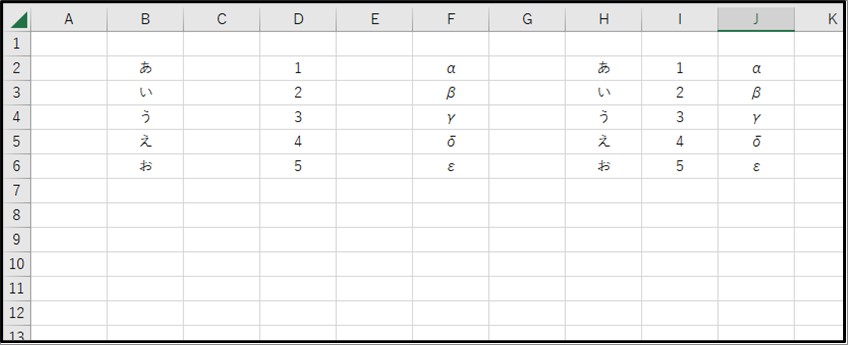 A B C D E F G H I J K
1
2 あ 1 α あ 1 α
3 い 2 β い 2 β
4 う 3 γ う 3 γ
5 え 4 δ え 4 δ
6 お 5 ε お 5 ε
7
8
9
10
11
12
13